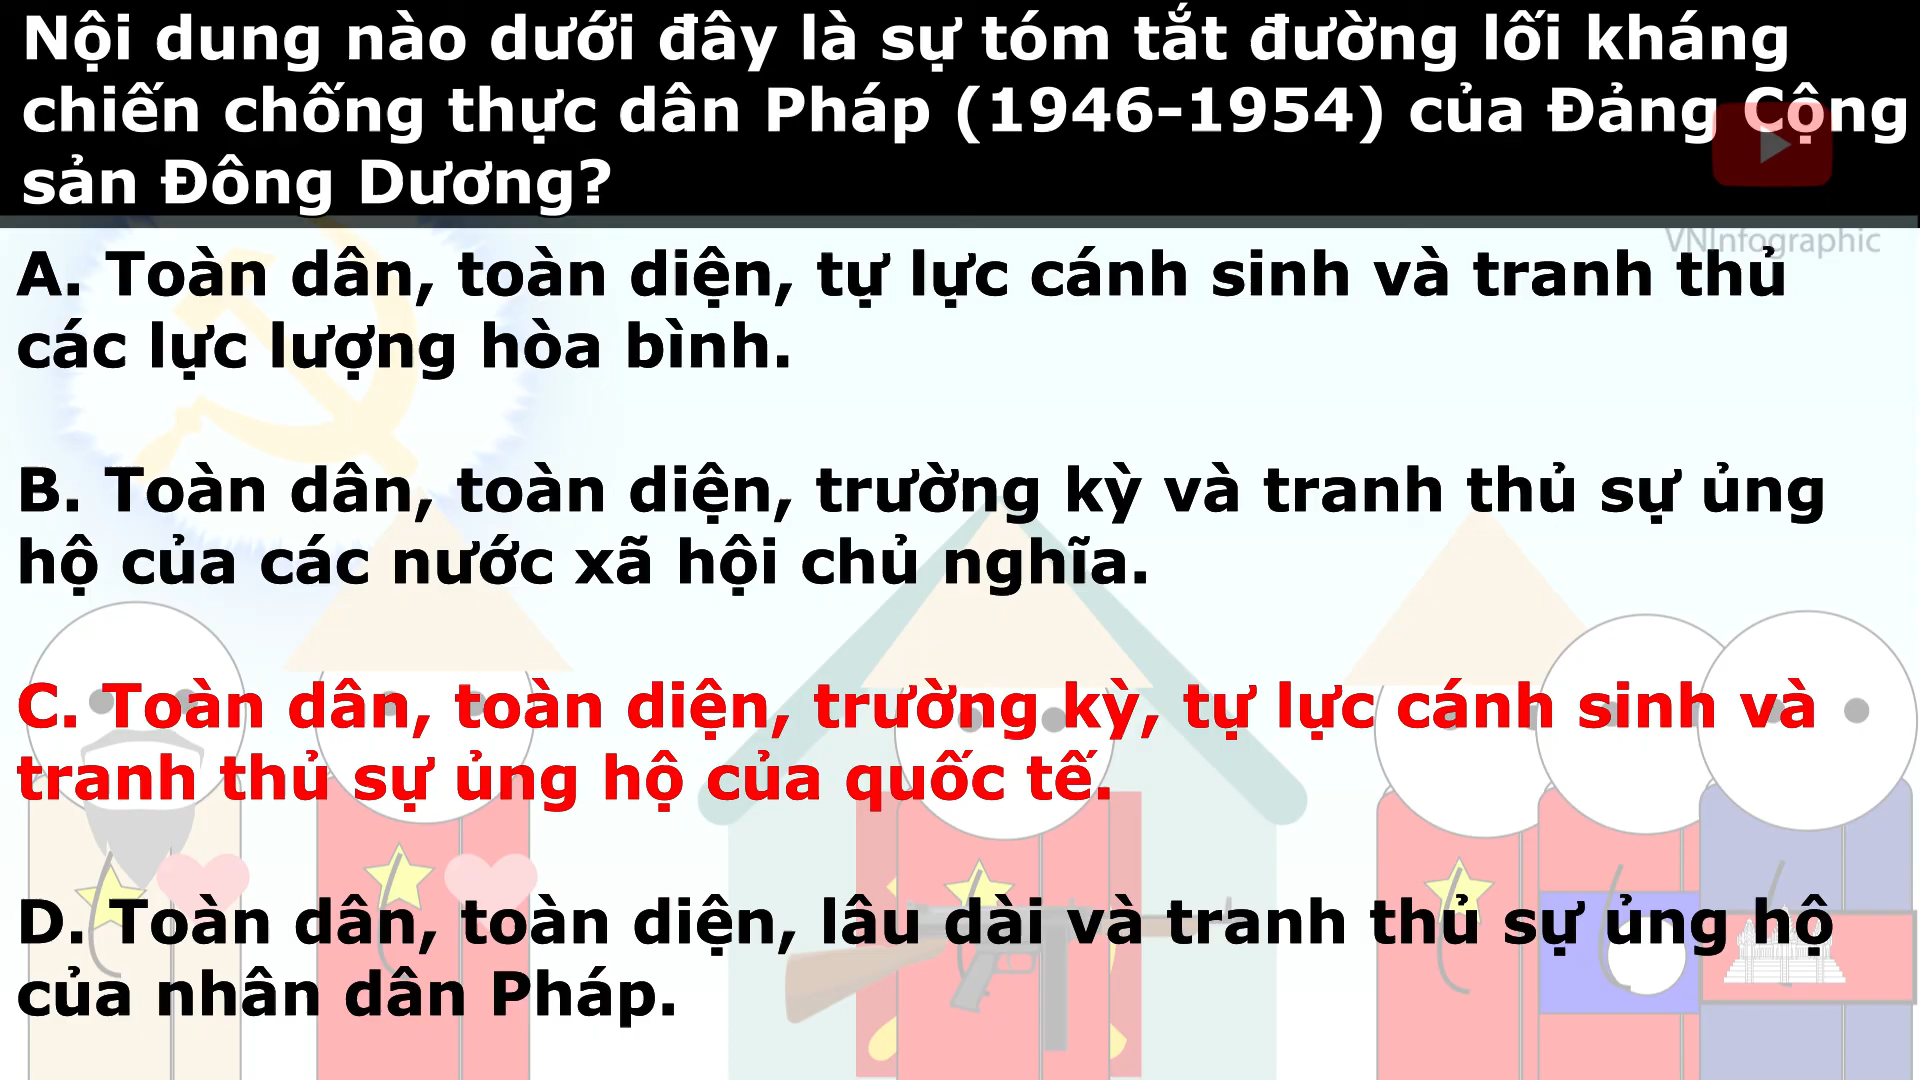 Nội dung nào dưới đây là sự tóm tắt đường lối kháng
chiến chống thực dân Pháp (1946-1954) của Đảng Cộng
sản Đông Dương?
VNInfographic
A. Toàn dân, toàn diện, tự lực cánh sinh và tranh thủ
các lực lượng hòa bình.
B. Toàn dân, toàn diện, trường kỳ và tranh thủ sự ủng
hộ của các nước xã hội chủ nghĩa.
C. Toàn dân, toàn diện, trường kỳ, tự lực cánh sinh và
tranh thủ sự ủng hộ của quốc tế.
D. Toàn dân, toàn diện, lâu dài và tranh thủ sự ủng hộ
của nhân dân Pháp.